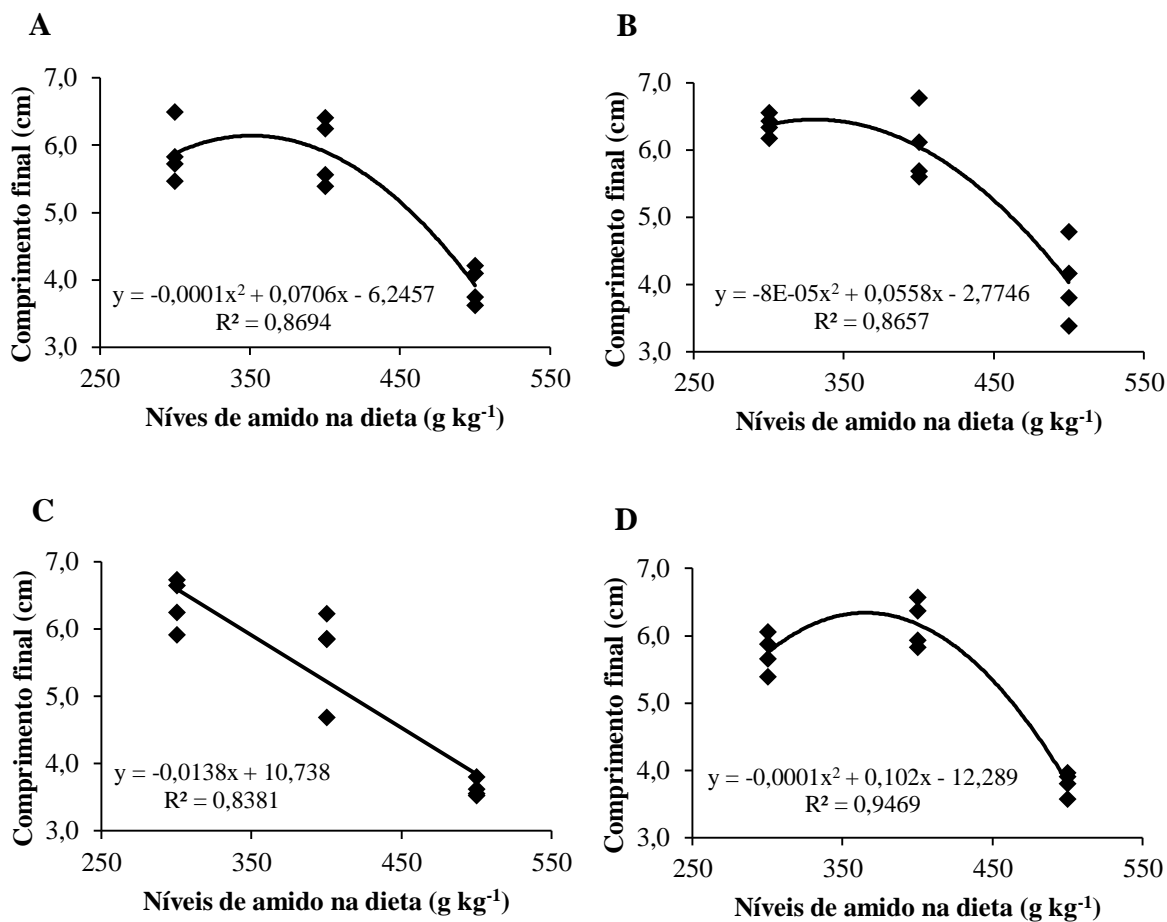 A
Comprimento final (cm)
7,0
6,0
5,0
4,0
3,0
y = -0,0001x² + 0,0706x - 6,2457
R² = 0,8694
250 350 450 550
Níves de amido na dieta (g kg⁻¹)
B
Comprimento final (cm)
7,0
6,0
5,0
4,0
3,0
y = -8E-05x² + 0,0558x - 2,7746
R² = 0,8657
250 350 450 550
Níveis de amido na dieta (g kg⁻¹)
C
Comprimento final (cm)
7,0
6,0
5,0
4,0
3,0
y = -0,0138x + 10,738
R² = 0,8381
250 350 450 550
Níveis de amido na dieta (g kg⁻¹)
D
Comprimento final (cm)
7,0
6,0
5,0
4,0
3,0
y = -0,0001x² + 0,102x - 12,289
R² = 0,9469
250 350 450 550
Níveis de amido na dieta (g kg⁻¹)